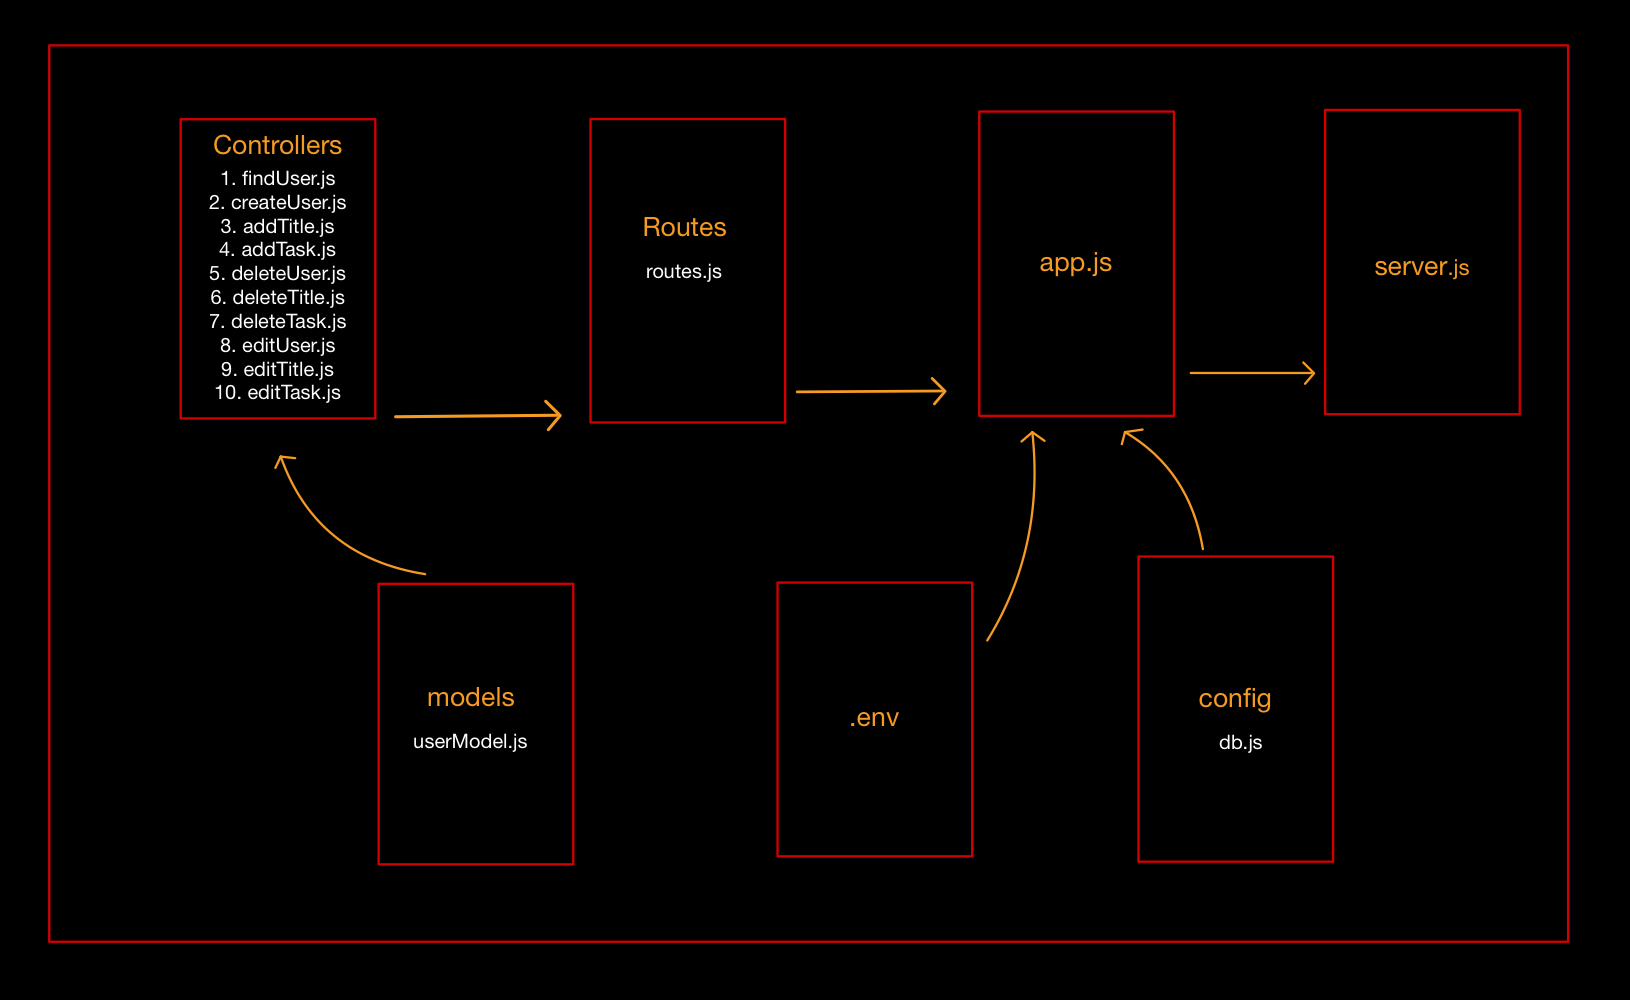 Controllers
1. findUser.js
2. createUser.js
3. addTitle.js
4. addTask.js
5. deleteUser.js
6. deleteTitle.js
7. deleteTask.js
8. editUser.js
9. editTitle.js
10. editTask.js
Routes
routes.js
app.js
server.js
models
userModel.js
.env
config
db.js